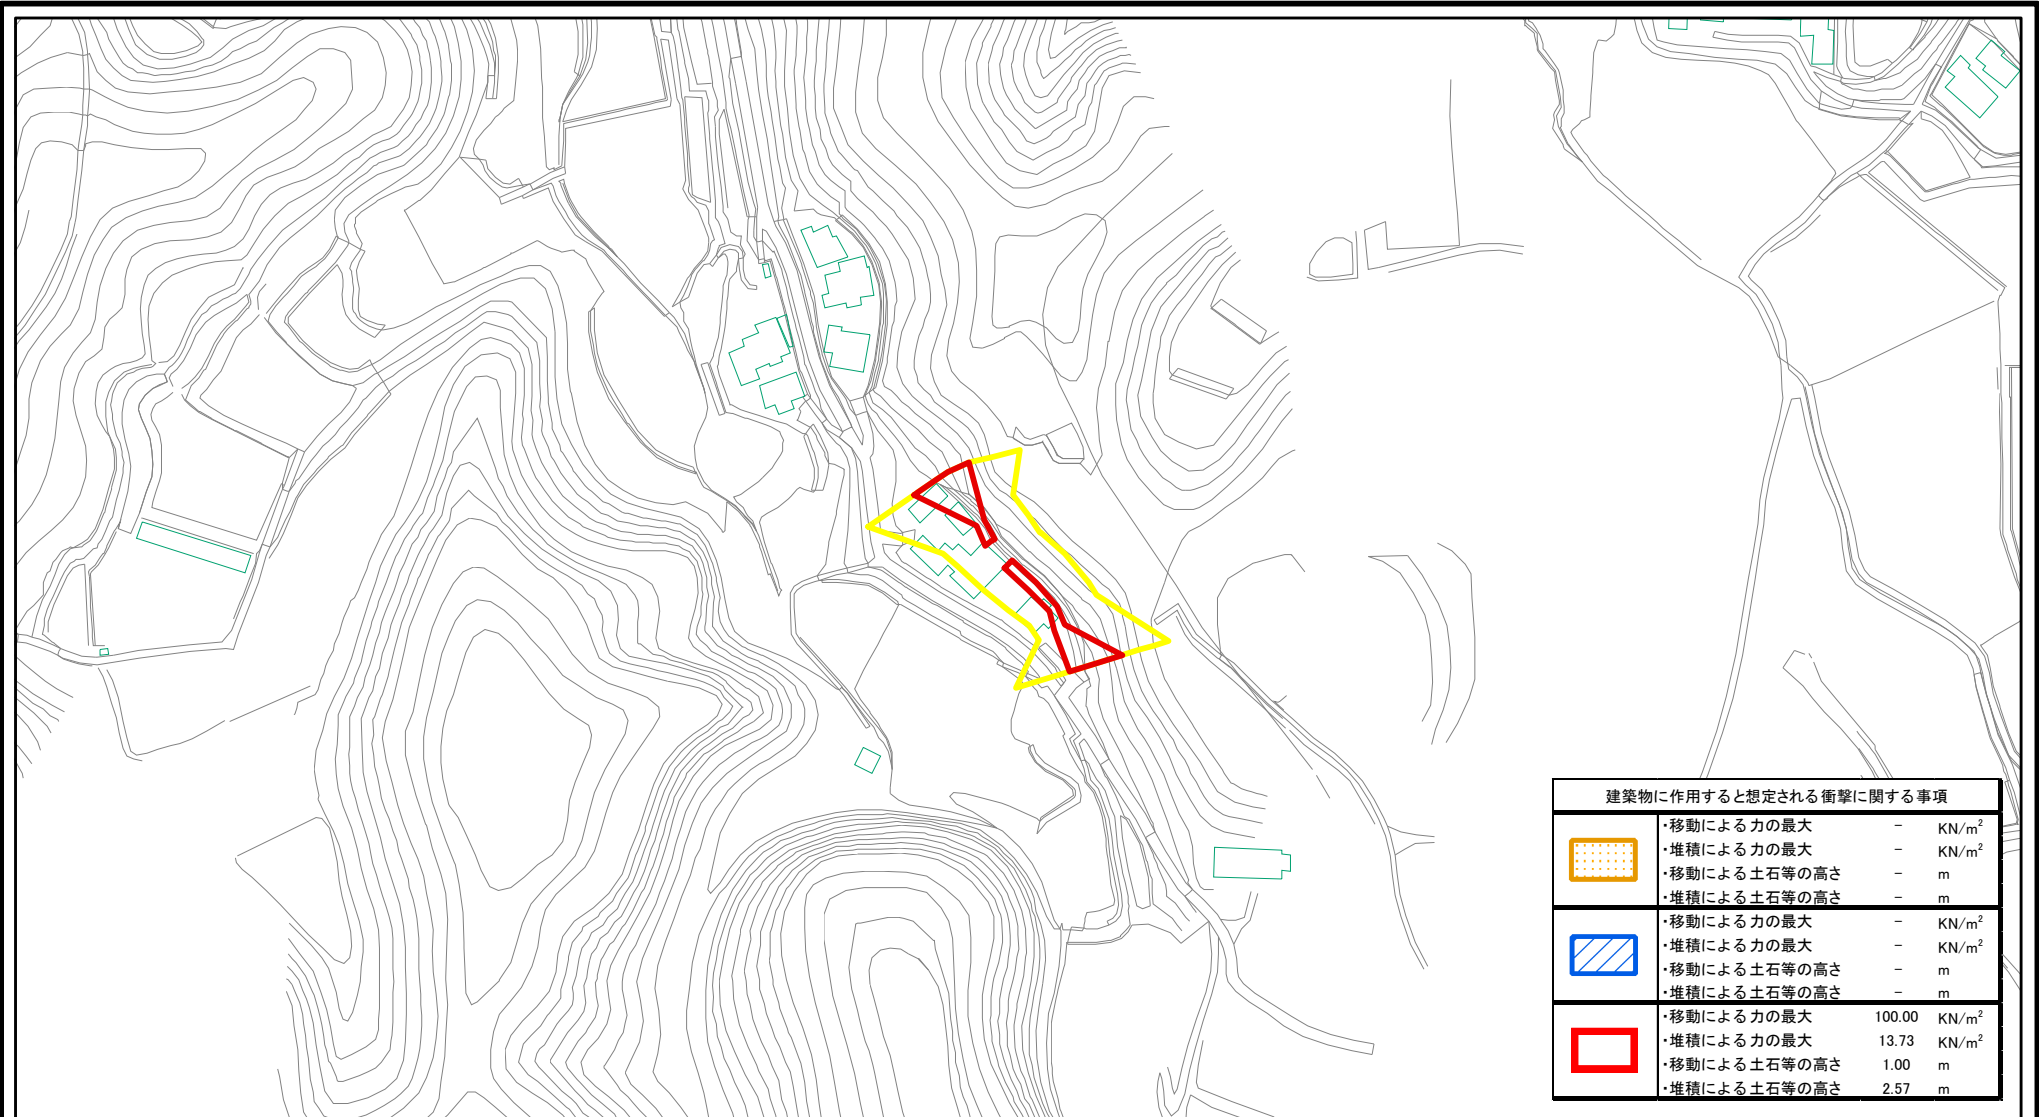 建築物に作用すると想定される衝撃に関する事項
・移動による力の最大 － KN/m²
・堆積による力の最大 － KN/m²
・移動による土石等の高さ － m
・堆積による土石等の高さ － m
・移動による力の最大 － KN/m²
・堆積による力の最大 － KN/m²
・移動による土石等の高さ － m
・堆積による土石等の高さ － m
・移動による力の最大 100.00 KN/m²
・堆積による力の最大 13.73 KN/m²
・移動による土石等の高さ 1.00 m
・堆積による土石等の高さ 2.57 m